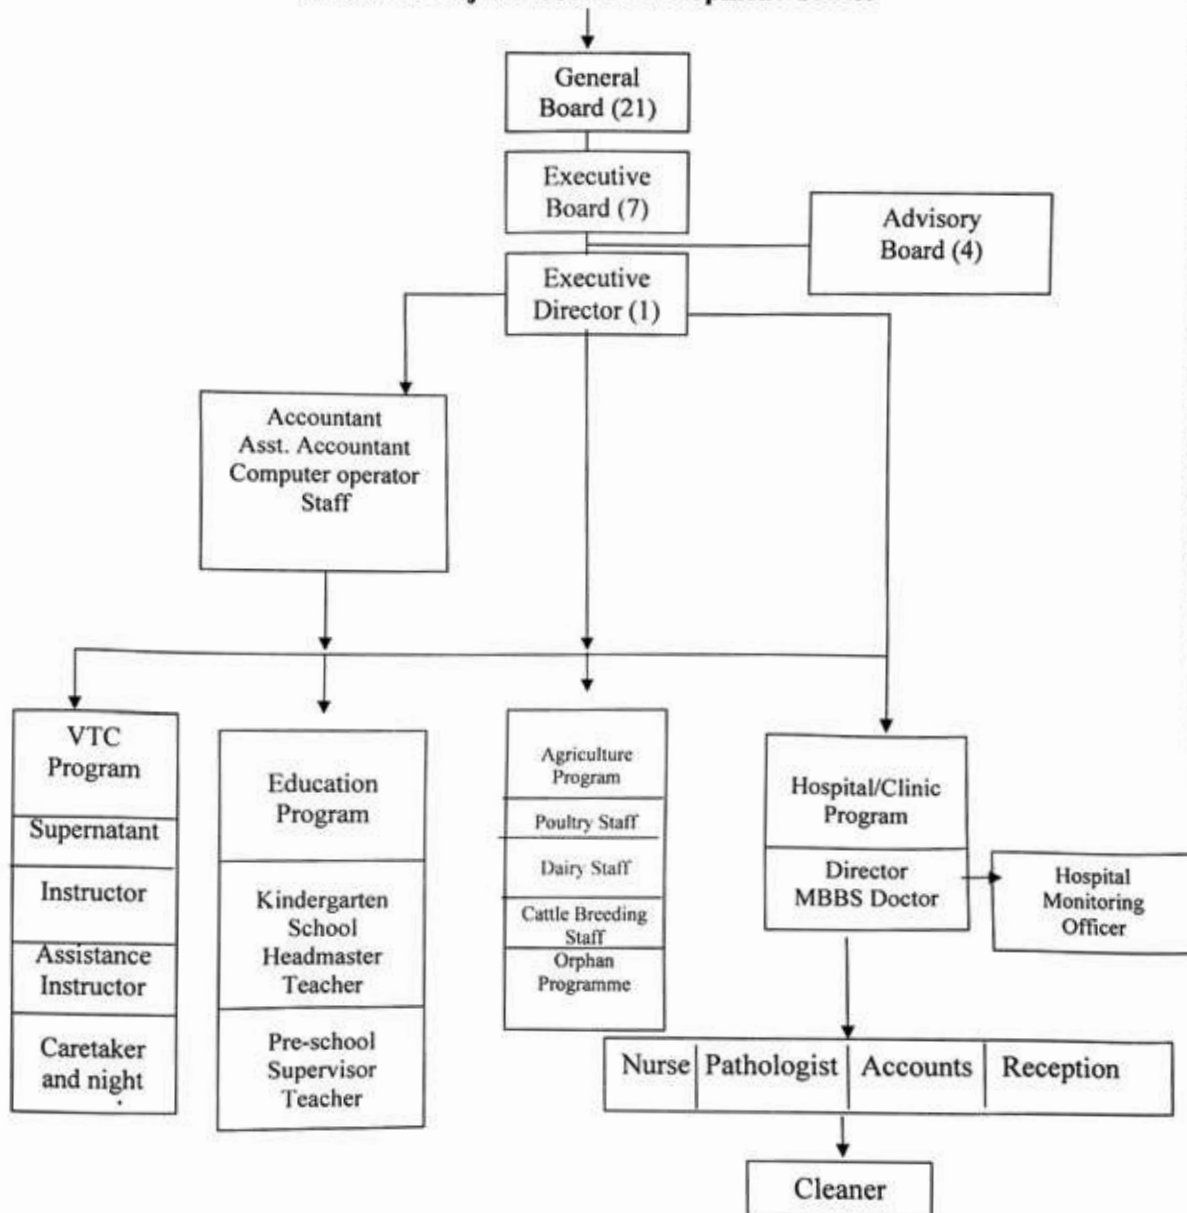 General
Board (21)
Executive
Board (7)
Advisory
Board (4)
Executive
Director (1)
Accountant
Asst. Accountant
Computer operator
Staff
VTC
Program
Supernatant
Instructor
Assistance
Instructor
Caretaker
and night
Education
Program
Kindergarten
School
Headmaster
Teacher
Pre-school
Supervisor
Teacher
Agriculture
Program
Poultry Staff
Dairy Staff
Cattle Breeding
Staff
Orphan
Programme
Hospital/Clinic
Program
Director
MBBS Doctor
Hospital
Monitoring
Officer
Nurse
Pathologist
Accounts
Reception
Cleaner